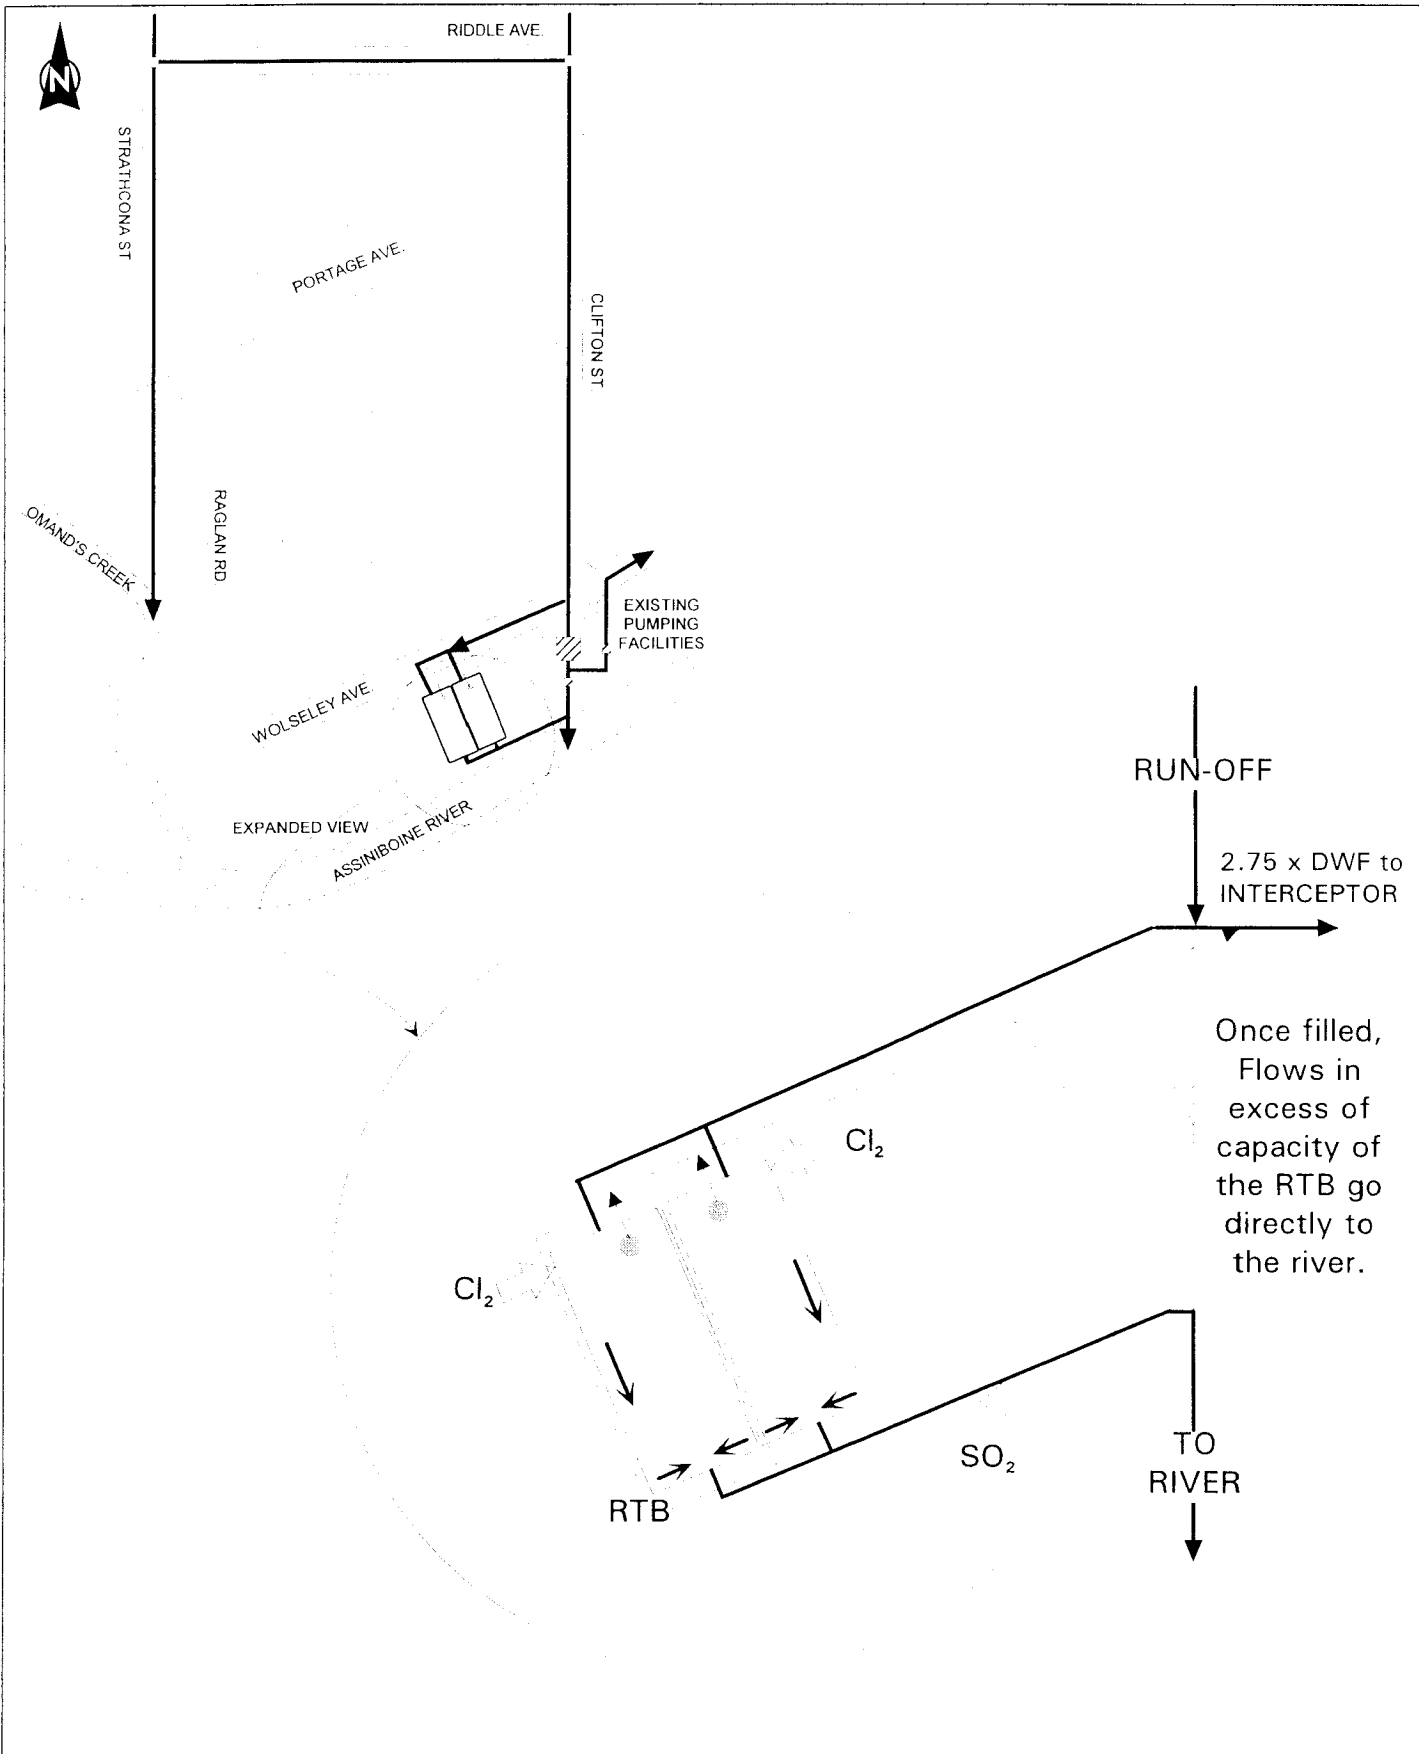 RIDDLE AVE.
N
STRATHCONA ST
PORTAGE AVE.
CLIFTON ST.
OMAND'S CREEK
RAGLAN RD.
EXISTING
PUMPING
FACILITIES
WOLSELEY AVE.
EXPANDED VIEW
ASSINIBOINE RIVER
RUN-OFF
2.75 x DWF to
INTERCEPTOR
Once filled,
Flows in
excess of
capacity of
the RTB go
directly to
the river.
Cl₂
Cl₂
SO₂
TO
RIVER
RTB